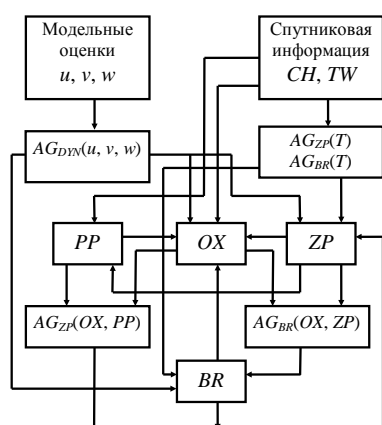 Модельные
оценки
u, v, w
Спутниковая
информация
CH, TW
AG_DYN(u, v, w)
AG_ZP(T)
AG_BR(T)
PP
OX
ZP
AG_ZP(OX, PP)
AG_BR(OX, ZP)
BR